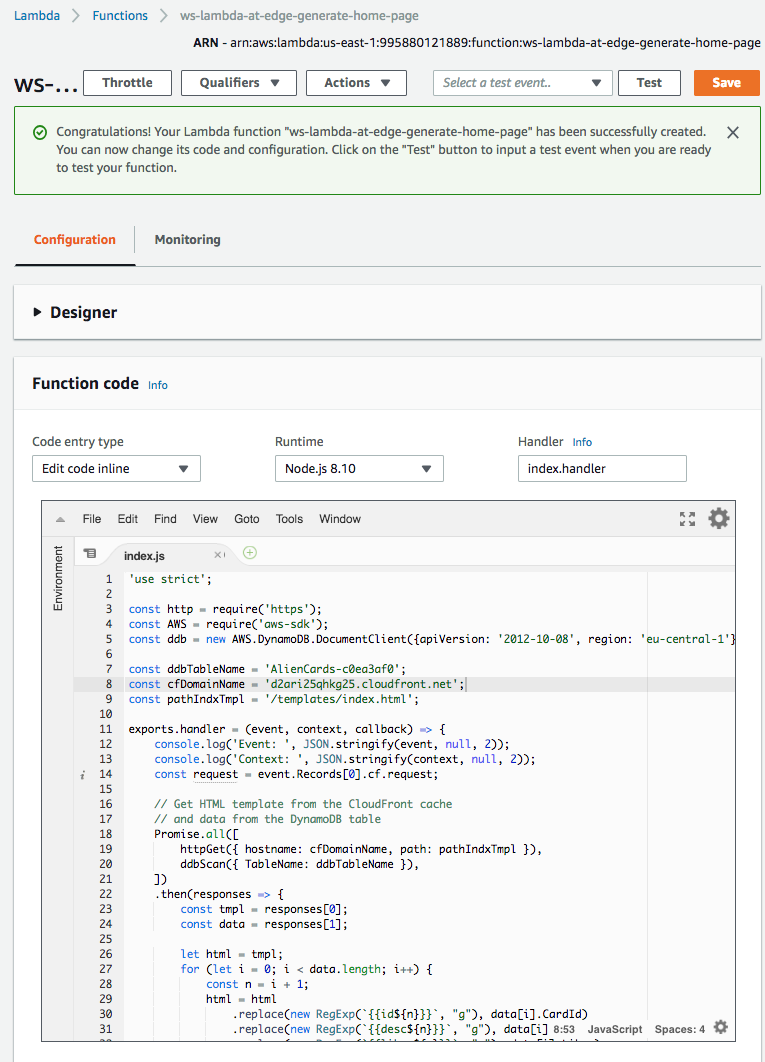 Lambda > Functions > ws-lambda-at-edge-generate-home-page
ARN - arn:aws:lambda:us-east-1:995880121889:function:ws-lambda-at-edge-generate-home-page
ws-... Throttle Qualifiers Actions Select a test event.. Test Save
Congratulations! Your Lambda function "ws-lambda-at-edge-generate-home-page" has been successfully created.
You can now change its code and configuration. Click on the "Test" button to input a test event when you are ready
to test your function.
Configuration Monitoring
Designer
Function code Info
Code entry type Runtime Handler Info
Edit code inline Node.js 8.10 index.handler
File Edit Find View Goto Tools Window
Environment
index.js
1 'use strict';
2
3 const http = require('https');
4 const AWS = require('aws-sdk');
5 const ddb = new AWS.DynamoDB.DocumentClient({apiVersion: '2012-10-08', region: 'eu-central-1'}
6
7 const ddbTableName = 'AlienCards-c0ea3af0';
8 const cfDomainName = 'd2ari25qhkg25.cloudfront.net';
9 const pathIndxTmpl = '/templates/index.html';
10
11 exports.handler = (event, context, callback) => {
12 console.log('Event: ', JSON.stringify(event, null, 2));
13 console.log('Context: ', JSON.stringify(context, null, 2));
i 14 const request = event.Records[0].cf.request;
15
16 // Get HTML template from the CloudFront cache
17 // and data from the DynamoDB table
18 Promise.all([
19 httpGet({ hostname: cfDomainName, path: pathIndxTmpl }),
20 ddbScan({ TableName: ddbTableName }),
21 ])
22 .then(responses => {
23 const tmpl = responses[0];
24 const data = responses[1];
25
26 let html = tmpl;
27 for (let i = 0; i < data.length; i++) {
28 const n = i + 1;
29 html = html
30 .replace(new RegExp(`{{id${n}}}`, "g"), data[i].CardId)
31 .replace(new RegExp(`{{desc${n}}}`, "g"), data[i] 8:53 JavaScript Spaces: 4